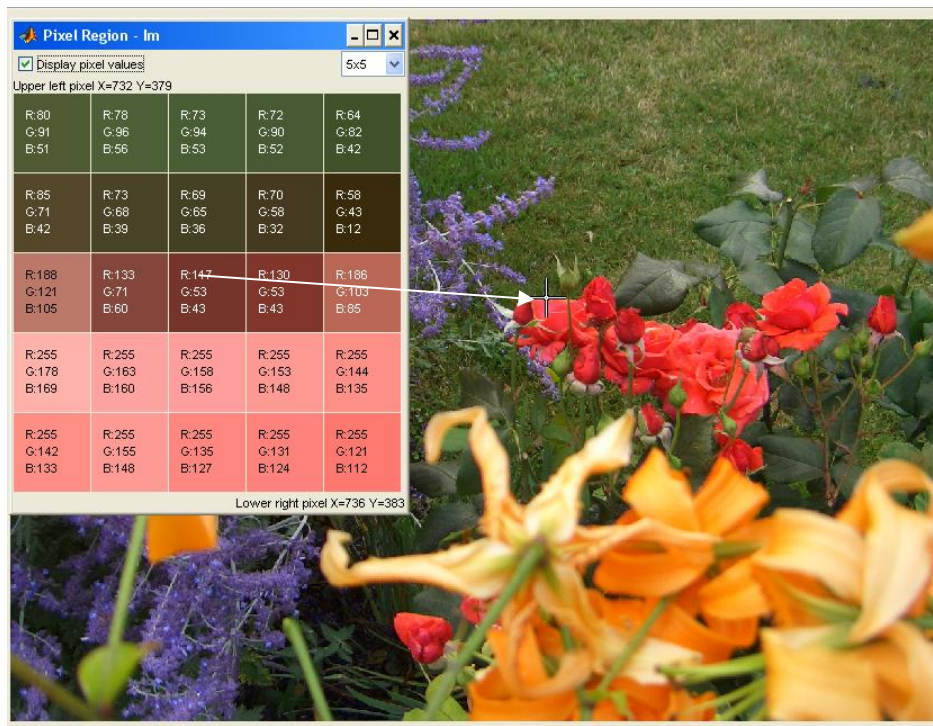 Pixel Region - Im
Display pixel values
5x5
Upper left pixel X=732 Y=379
R:80 R:78 R:73 R:72 R:64
G:91 G:96 G:94 G:90 G:82
B:51 B:56 B:53 B:52 B:42
R:85 R:73 R:69 R:70 R:58
G:71 G:68 G:65 G:58 G:43
B:42 B:39 B:36 B:32 B:12
R:188 R:133 R:117 R:130 R:186
G:121 G:71 G:53 G:53 G:103
B:105 B:60 B:43 B:43 B:85
R:255 R:255 R:255 R:255 R:255
G:178 G:163 G:158 G:153 G:144
B:169 B:160 B:156 B:148 B:135
R:255 R:255 R:255 R:255 R:255
G:142 G:155 G:135 G:131 G:121
B:133 B:148 B:127 B:124 B:112
Lower right pixel X=736 Y=383